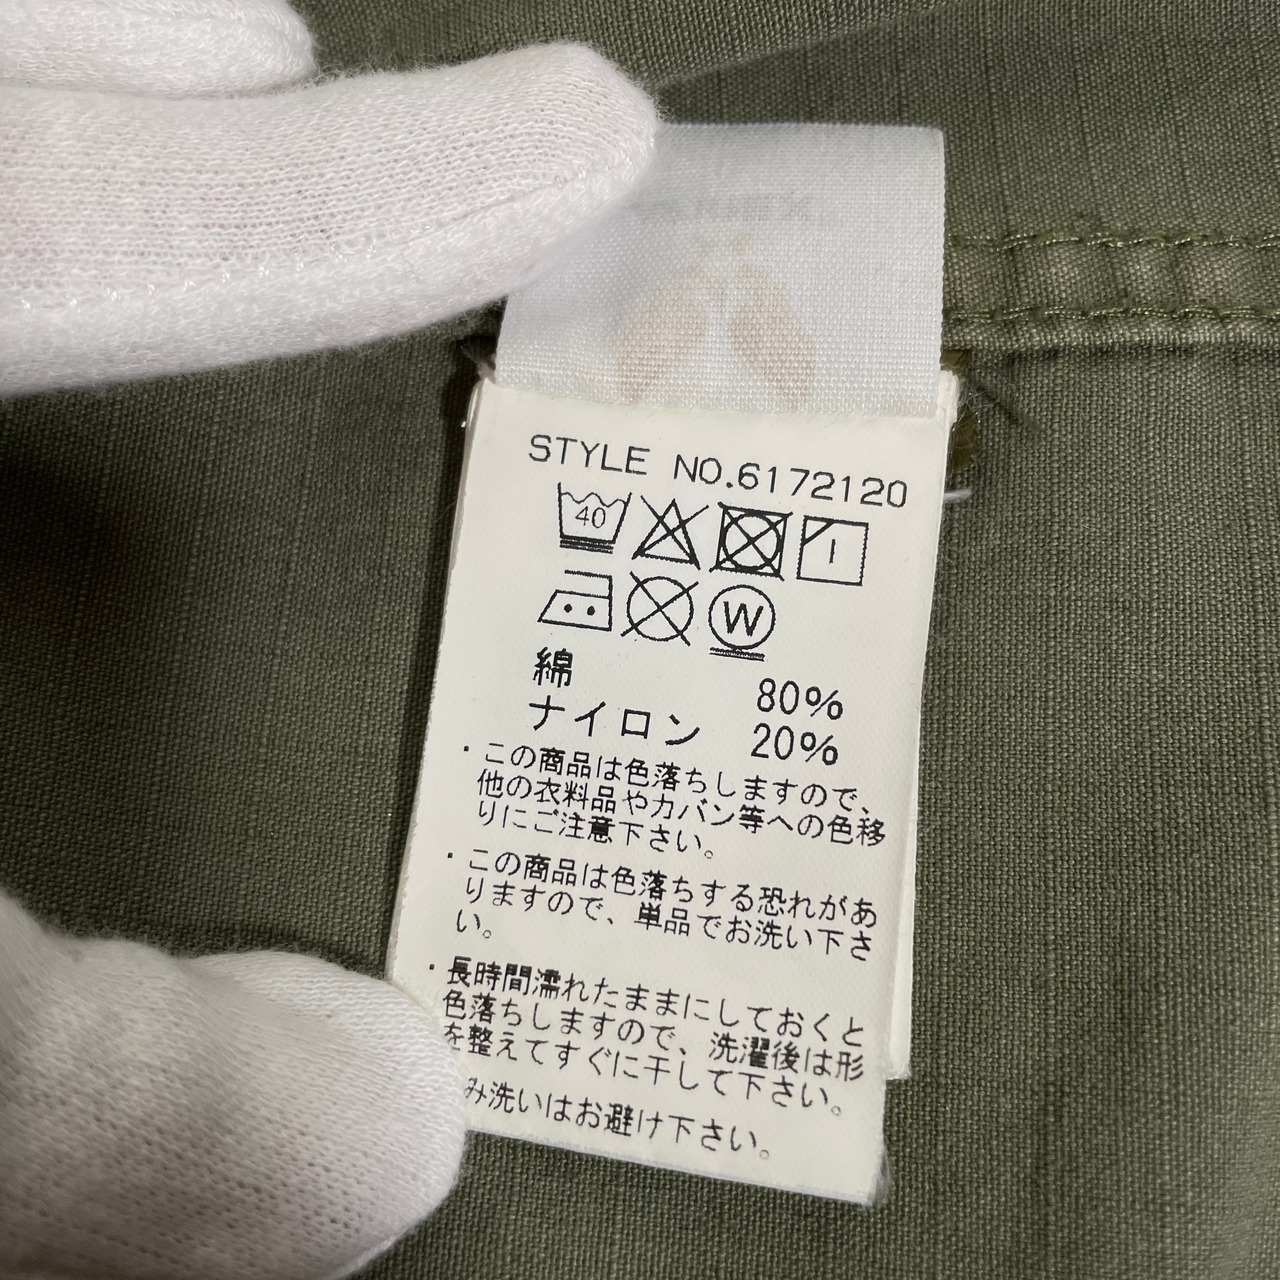 STYLE NO.6172120
40
W
綿 80%
ナイロン 20%
・この商品は色落ちしますので、
他の衣料品やカバン等への色移
りにご注意下さい。
・この商品は色落ちする恐れがあ
りますので、単品でお洗い下さ
い。
・長時間濡れたままにしておくと
色落ちしますので、洗濯後は形
を整えてすぐに干して下さい。
み洗いはお避け下さい。